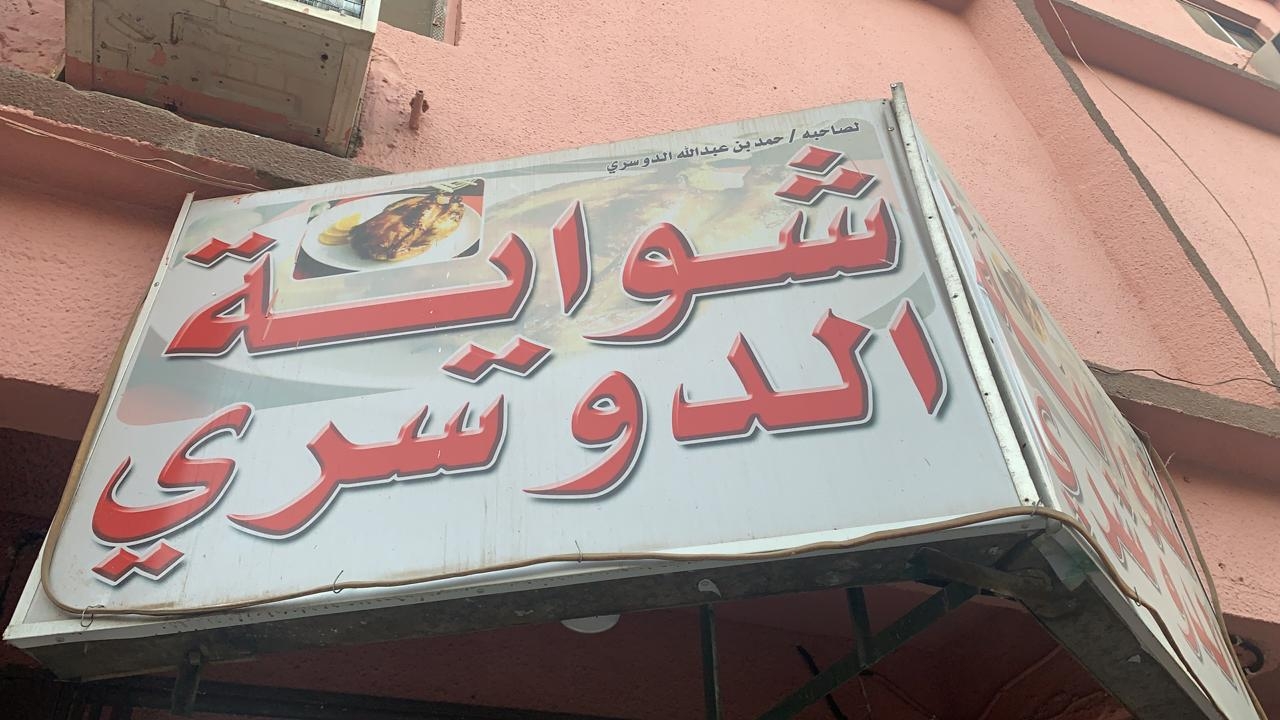 لصاحبه / حمد بن عبدالله الدوسري
شواية
الدوسري